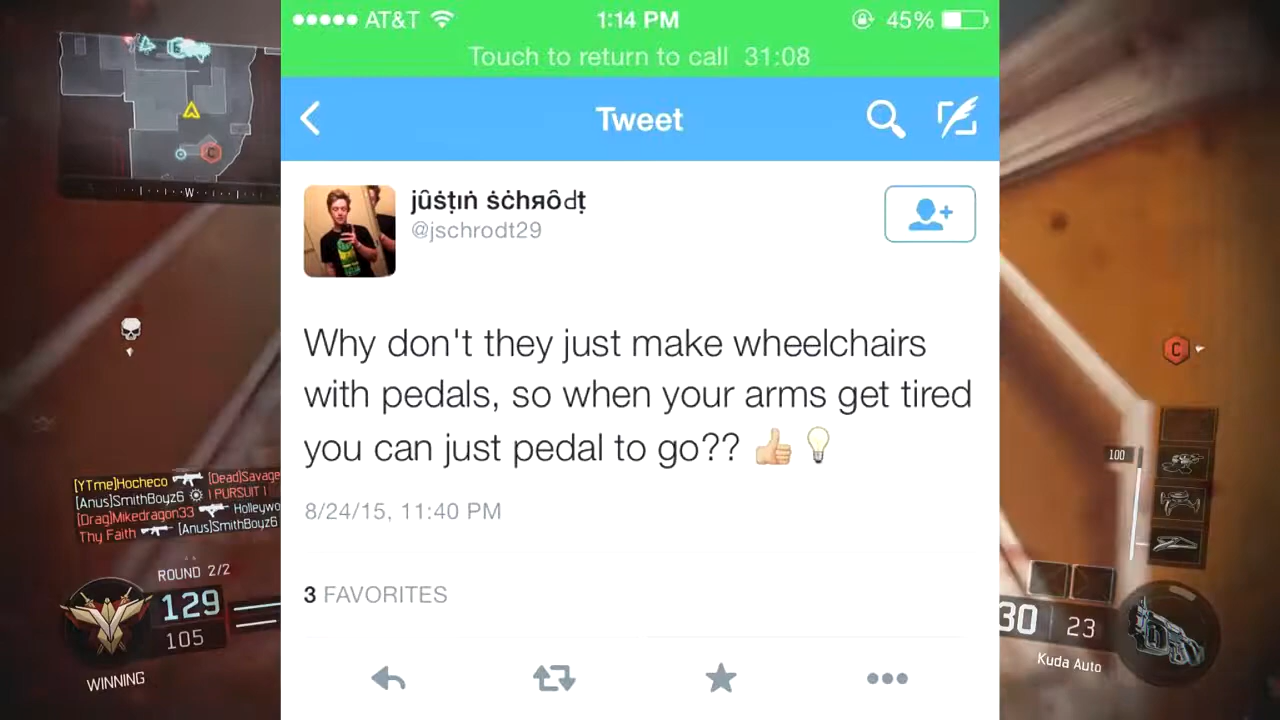 AT&T 1:14 PM 45%
Touch to return to call 31:08
Tweet
jûṡṭıṅ ṡċhяôdṭ
@jschrodt29
Why don't they just make wheelchairs
with pedals, so when your arms get tired
you can just pedal to go?? 👍💡
8/24/15, 11:40 PM
3 FAVORITES
W
C
C
100
[YTme]Hocheco [Dead]Savage
[Anus]SmithBoyz6 I PURSUIT I
[Drag]Mikedragon33 Holleywo
Thy Faith [Anus]SmithBoyz6
ROUND 2/2
129
105
WINNING
30 23
Kuda Auto